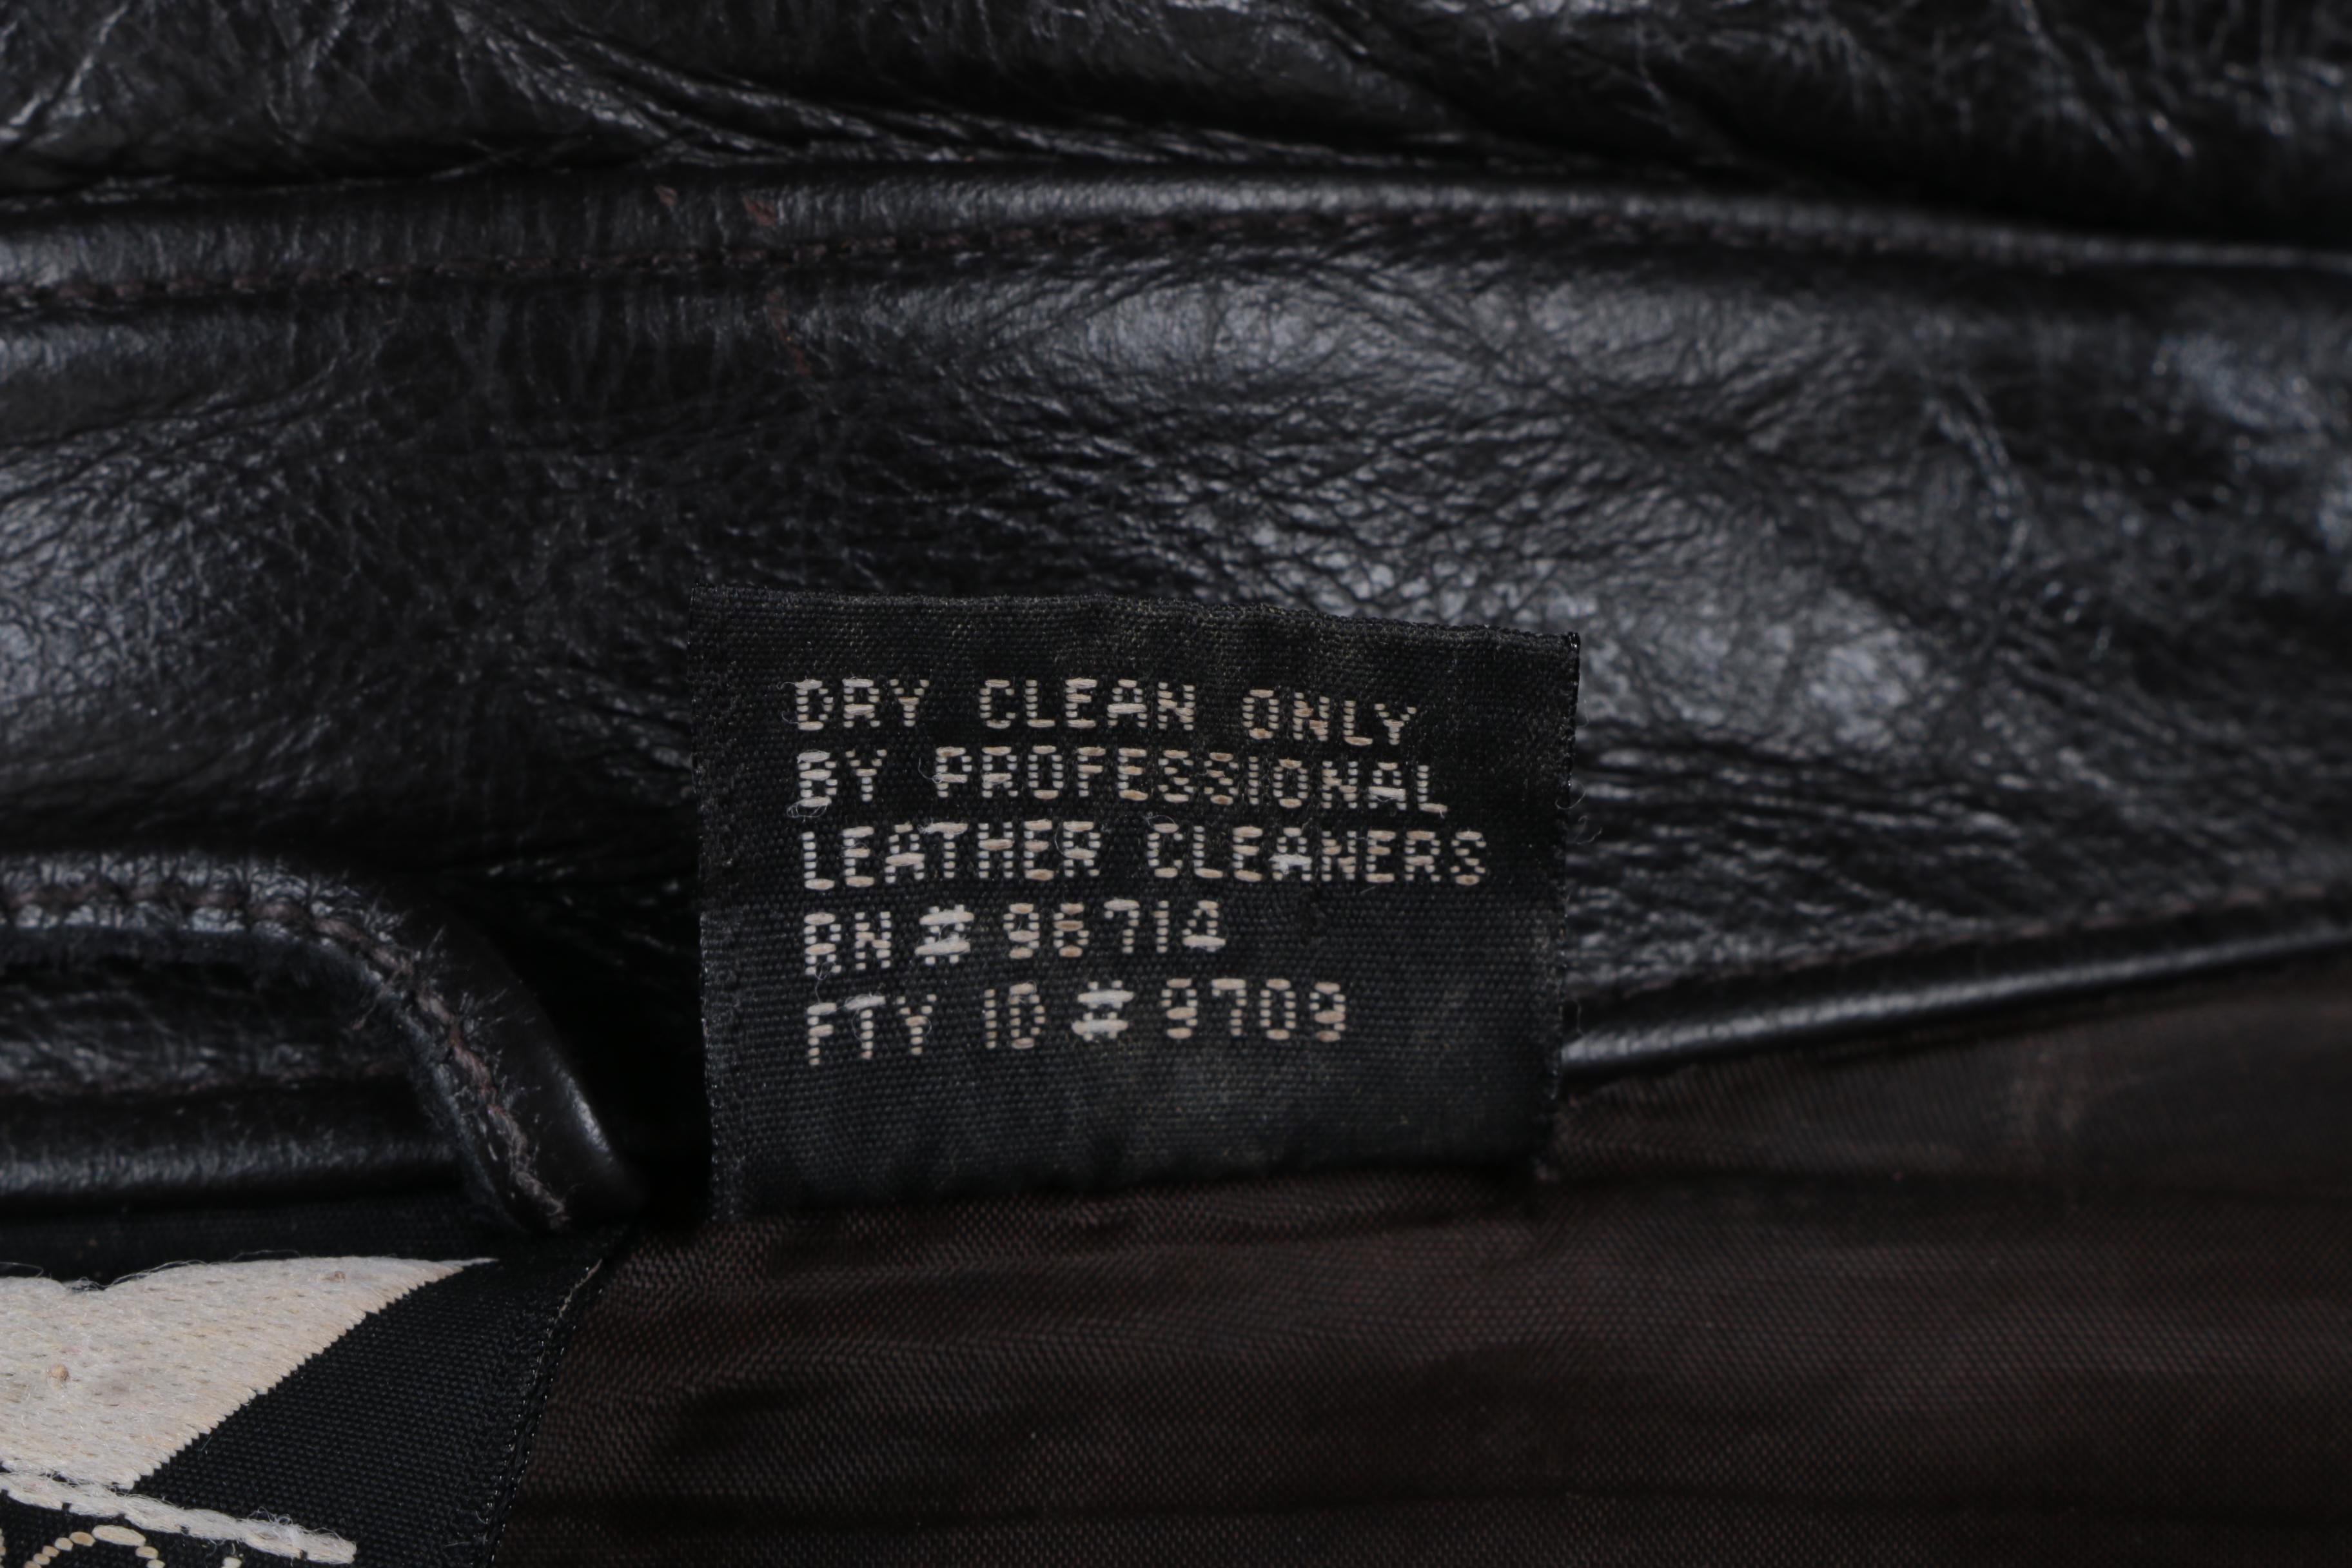 DRY CLEAN ONLY
BY PROFESSIONAL
LEATHER CLEANERS
RN # 96714
FTY ID # 9709